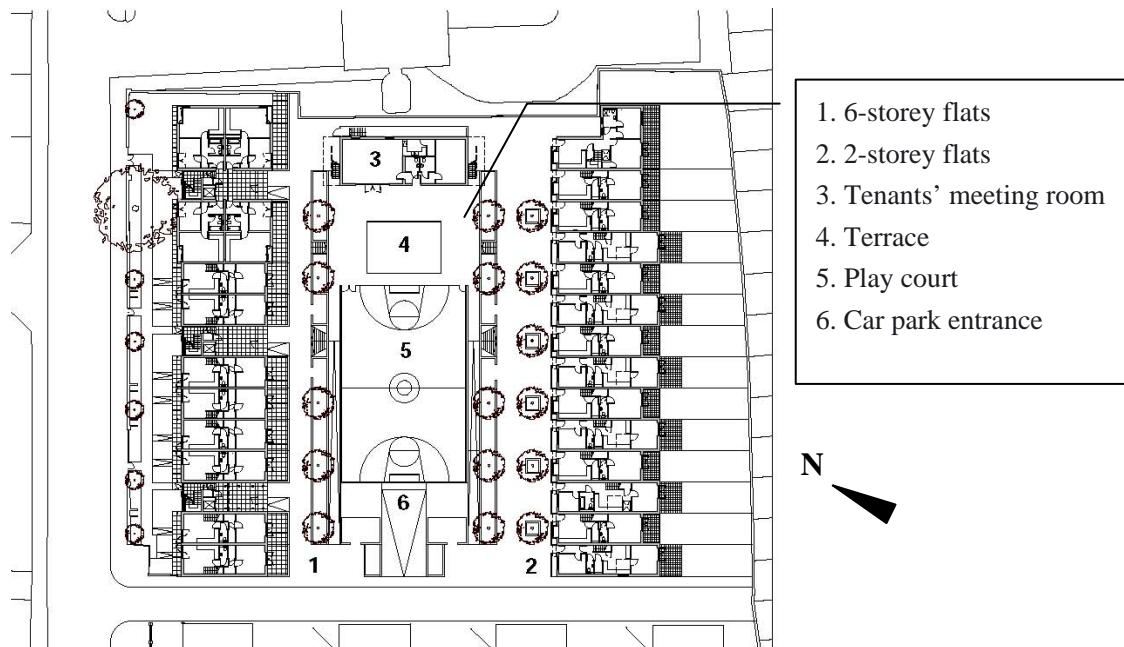 3
4
5
6
1
2
1. 6-storey flats
2. 2-storey flats
3. Tenants’ meeting room
4. Terrace
5. Play court
6. Car park entrance
N